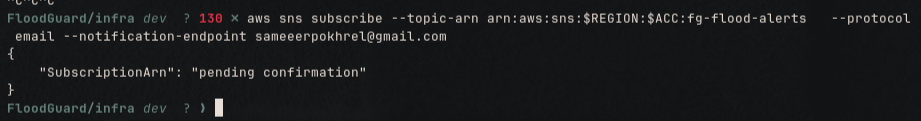 ^C^C^C
FloodGuard/infra dev ? 130 × aws sns subscribe --topic-arn arn:aws:sns:$REGION:$ACC:fg-flood-alerts --protocol
email --notification-endpoint sameeerpokhrel@gmail.com
{
"SubscriptionArn": "pending confirmation"
}
FloodGuard/infra dev ? ❯